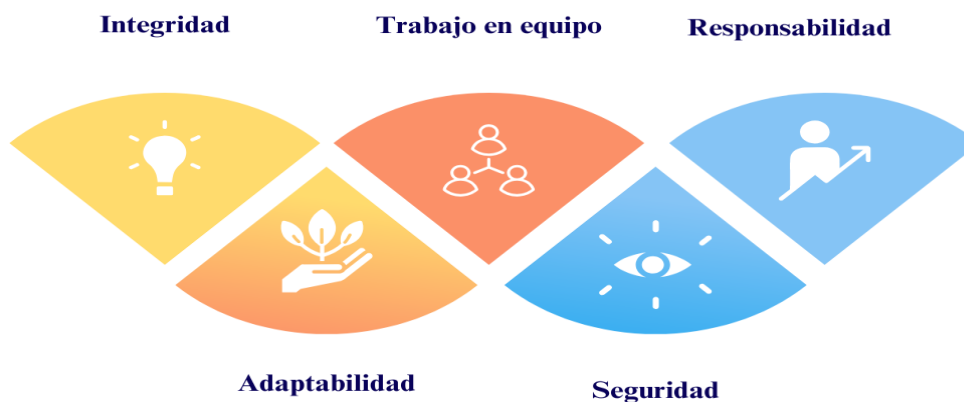 Integridad
Trabajo en equipo
Responsabilidad
Adaptabilidad
Seguridad